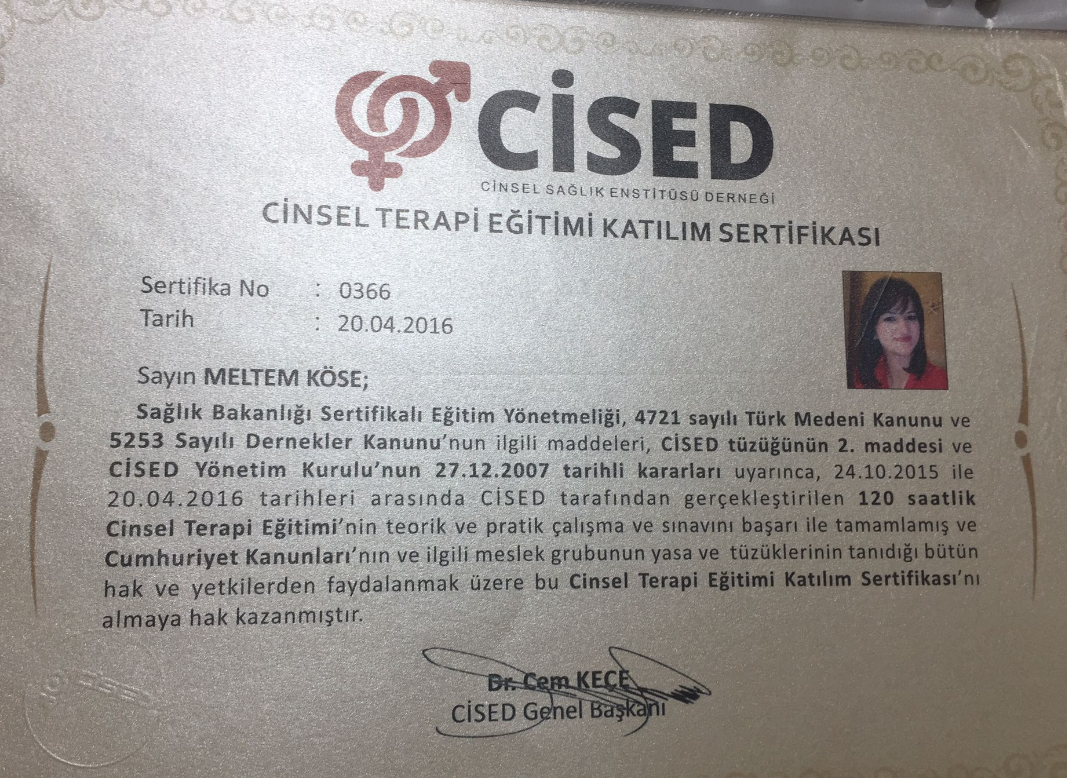 CİSED
CİNSEL SAĞLIK ENSTİTÜSÜ DERNEĞİ
CİNSEL TERAPİ EĞİTİMİ KATILIM SERTİFİKASI
Sertifika No : 0366
Tarih : 20.04.2016
Sayın MELTEM KÖSE;
Sağlık Bakanlığı Sertifikalı Eğitim Yönetmeliği, 4721 sayılı Türk Medeni Kanunu ve
5253 Sayılı Dernekler Kanunu’nun ilgili maddeleri, CİSED tüzüğünün 2. maddesi ve
CİSED Yönetim Kurulu’nun 27.12.2007 tarihli kararları uyarınca, 24.10.2015 ile
20.04.2016 tarihleri arasında CİSED tarafından gerçekleştirilen 120 saatlik
Cinsel Terapi Eğitimi’nin teorik ve pratik çalışma ve sınavını başarı ile tamamlamış ve
Cumhuriyet Kanunları’nın ve ilgili meslek grubunun yasa ve tüzüklerinin tanıdığı bütün
hak ve yetkilerden faydalanmak üzere bu Cinsel Terapi Eğitimi Katılım Sertifikası’nı
almaya hak kazanmıştır.
Dr. Cem KEÇE
CİSED Genel Başkanı
CİSED